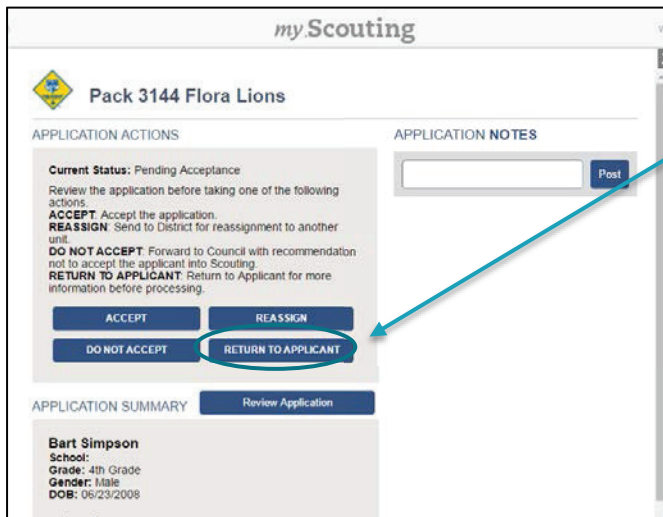 my.Scouting
Pack 3144 Flora Lions
APPLICATION ACTIONS
Current Status: Pending Acceptance
Review the application before taking one of the following
actions.
ACCEPT: Accept the application.
REASSIGN: Send to District for reassignment to another
unit.
DO NOT ACCEPT: Forward to Council with recommendation
not to accept the applicant into Scouting.
RETURN TO APPLICANT: Return to Applicant for more
information before processing.
ACCEPT
REASSIGN
DO NOT ACCEPT
RETURN TO APPLICANT
APPLICATION SUMMARY
Review Application
Bart Simpson
School:
Grade: 4th Grade
Gender: Male
DOB: 06/23/2008
APPLICATION NOTES
Post